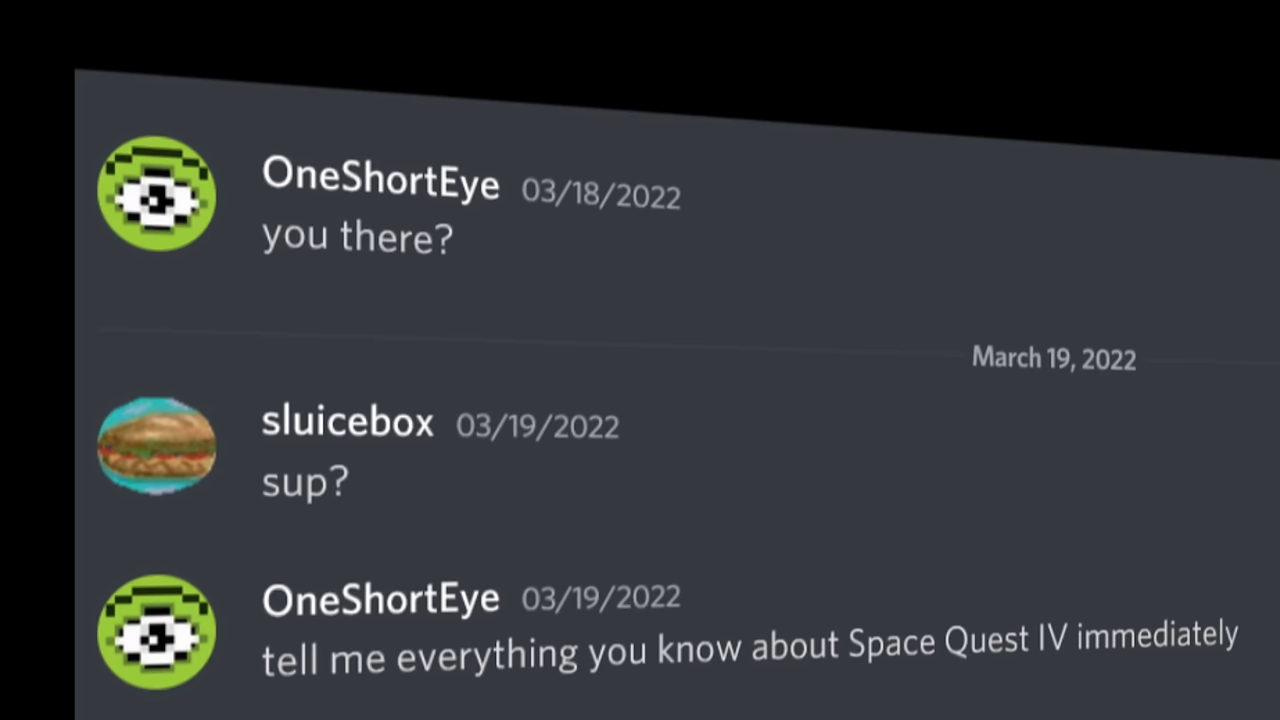 OneShortEye 03/18/2022
you there?
March 19, 2022
sluicebox 03/19/2022
sup?
OneShortEye 03/19/2022
tell me everything you know about Space Quest IV immediately